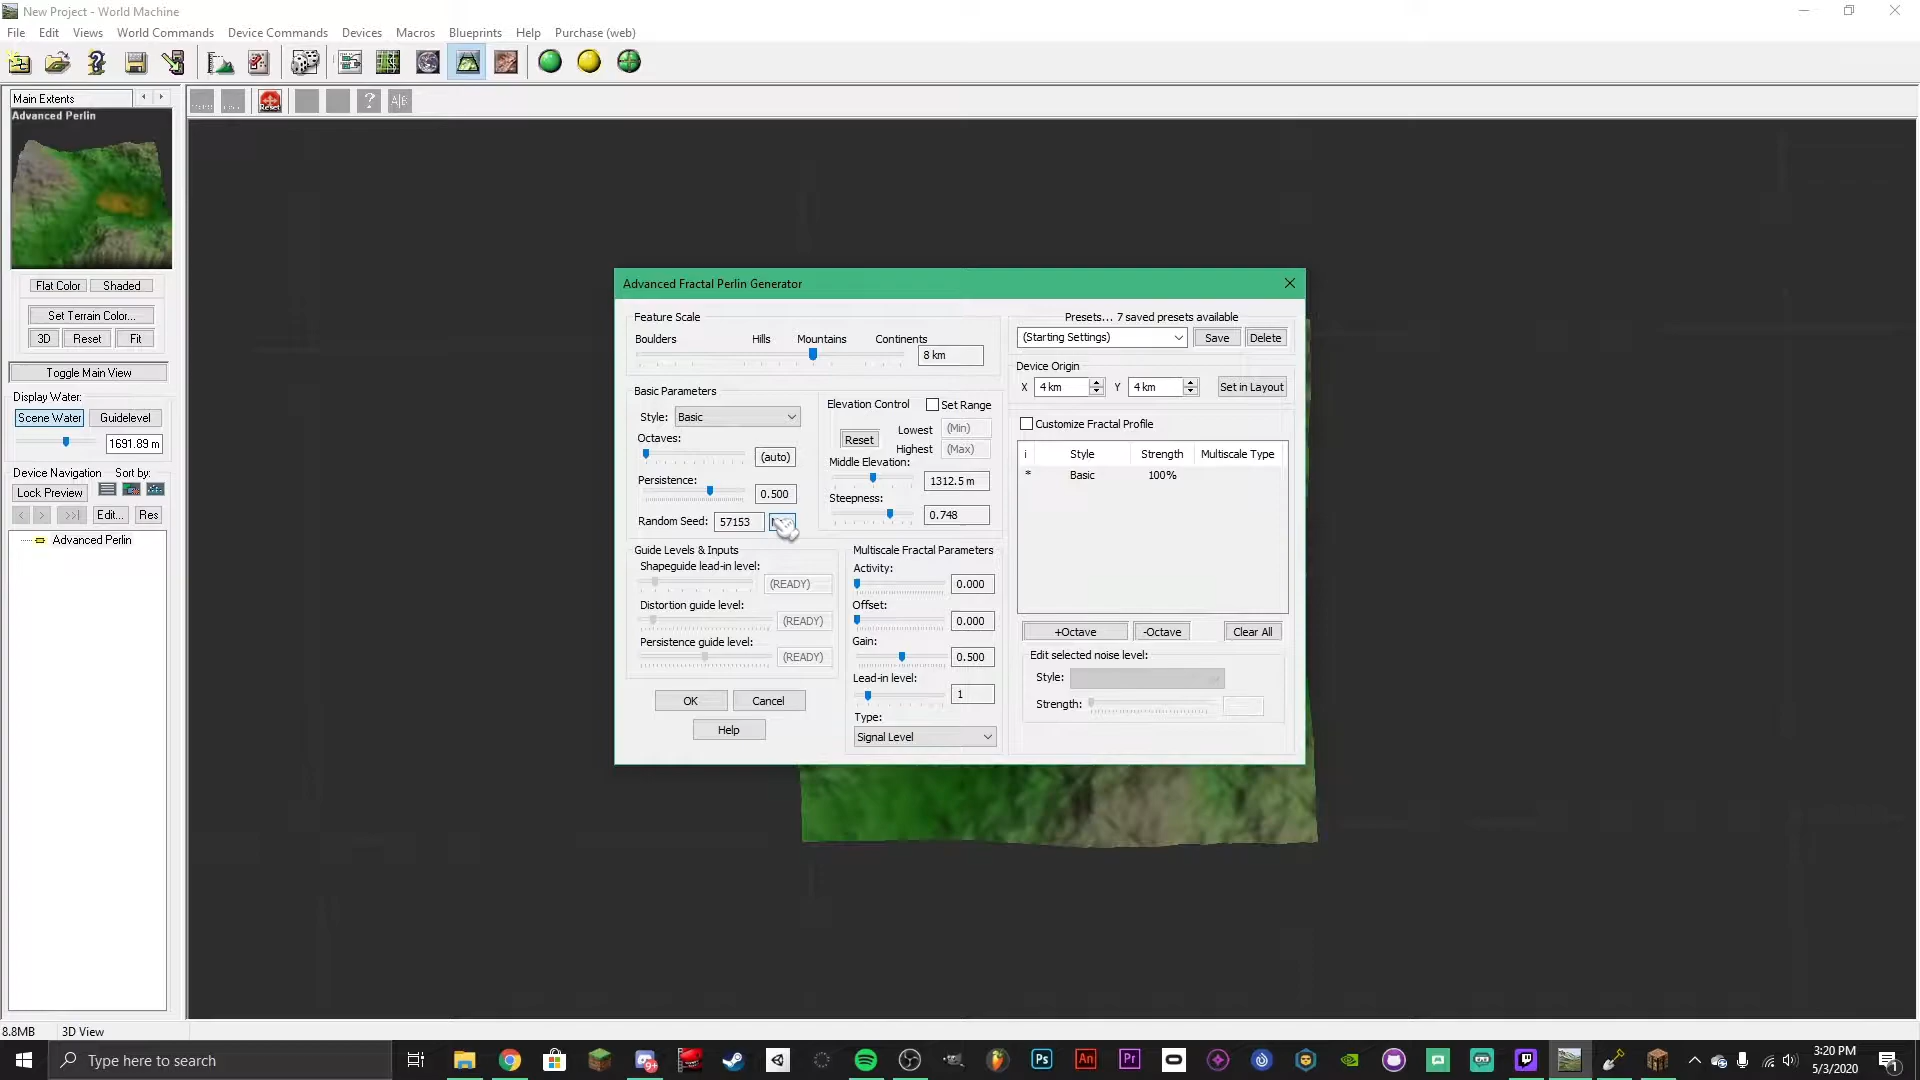 New Project - World Machine
File Edit Views World Commands Device Commands Devices Macros Blueprints Help Purchase (web)
Main Extents
Advanced Perlin
Flat Color Shaded
Set Terrain Color...
3D Reset Fit
Toggle Main View
Display Water:
Scene Water Guidelevel
1691.89 m
Device Navigation Sort by:
Lock Preview
< > >>| Edit... Res
Advanced Perlin
Reset
? A|B
Advanced Fractal Perlin Generator
Feature Scale
Boulders Hills Mountains Continents
8 km
Basic Parameters
Style: Basic
Octaves:
(auto)
Persistence:
0.500
Random Seed: 57153
Elevation Control Set Range
Reset Lowest (Min)
Highest (Max)
Middle Elevation:
1312.5 m
Steepness:
0.748
Guide Levels & Inputs
Shapeguide lead-in level:
(READY)
Distortion guide level:
(READY)
Persistence guide level:
(READY)
OK Cancel
Help
Multiscale Fractal Parameters
Activity:
0.000
Offset:
0.000
Gain:
0.500
Lead-in level:
1
Type:
Signal Level
Presets... 7 saved presets available
(Starting Settings) Save Delete
Device Origin
X 4 km Y 4 km Set in Layout
Customize Fractal Profile
i Style Strength Multiscale Type
* Basic 100%
+Octave -Octave Clear All
Edit selected noise level:
Style:
Strength:
8.8MB 3D View
Type here to search
9+
Ps An Pr
3:20 PM
5/3/2020
1